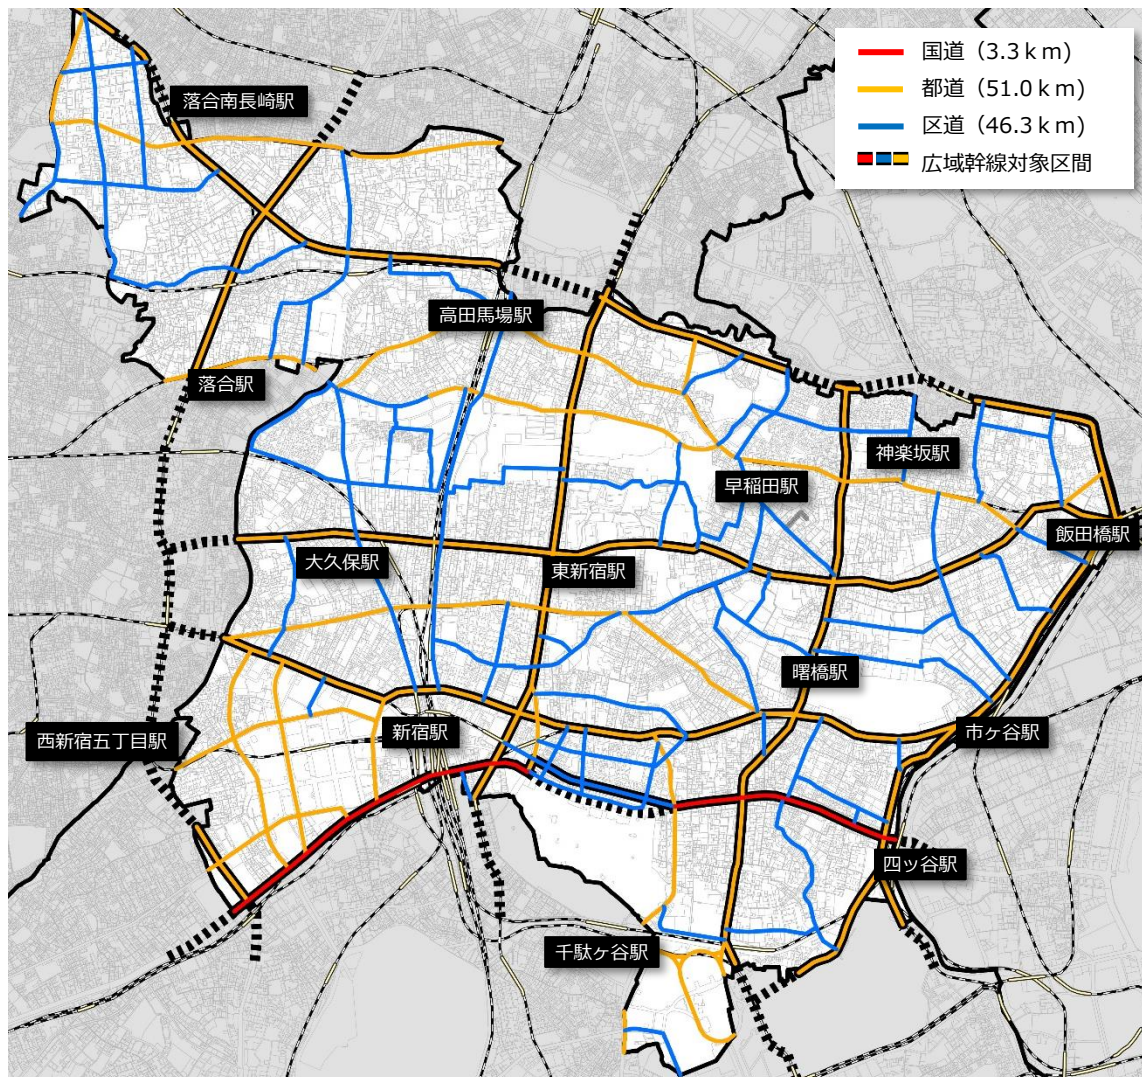 国道（3.3ｋｍ）
都道（51.0ｋｍ）
区道（46.3ｋｍ）
広域幹線対象区間
落合南長崎駅
高田馬場駅
落合駅
神楽坂駅
早稲田駅
飯田橋駅
大久保駅
東新宿駅
曙橋駅
西新宿五丁目駅
新宿駅
市ヶ谷駅
四ッ谷駅
千駄ヶ谷駅